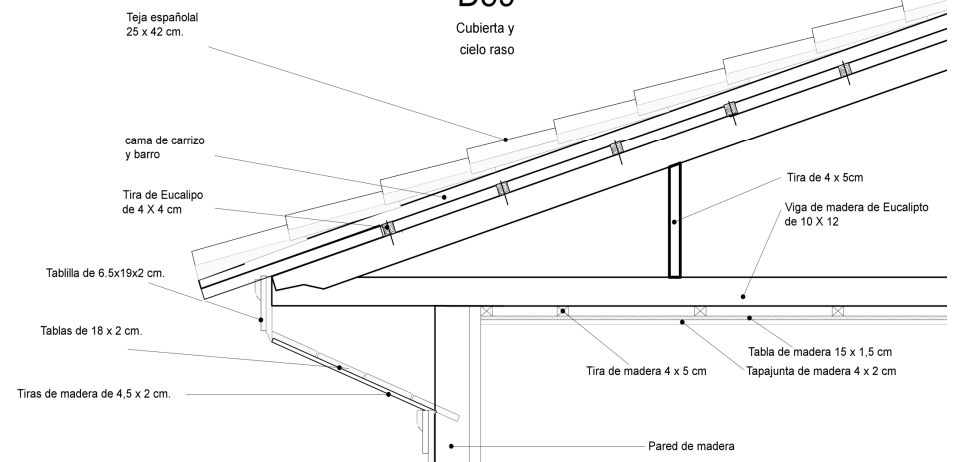 Teja españolal
25 x 42 cm.
Cubierta y
cielo raso
cama de carrizo
y barro
Tira de Eucalipo
de 4 X 4 cm
Tira de 4 x 5cm
Viga de madera de Eucalipto
de 10 X 12
Tablilla de 6.5x19x2 cm.
Tablas de 18 x 2 cm.
Tabla de madera 15 x 1,5 cm
Tira de madera 4 x 5 cm
Tapajunta de madera 4 x 2 cm
Tiras de madera de 4,5 x 2 cm.
Pared de madera